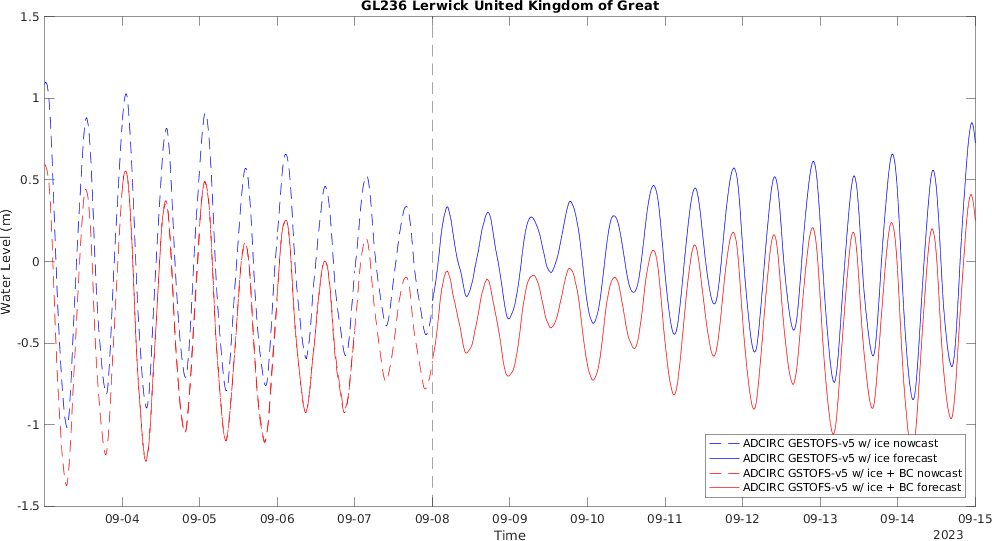 GL236 Lerwick United Kingdom of Great
1.5
1
0.5
0
-0.5
-1
-1.5
Water Level (m)
ADCIRC GESTOFS-v5 w/ ice nowcast
ADCIRC GESTOFS-v5 w/ ice forecast
ADCIRC GSTOFS-v5 w/ ice + BC nowcast
ADCIRC GSTOFS-v5 w/ ice + BC forecast
09-04 09-05 09-06 09-07 09-08 09-09 09-10 09-11 09-12 09-13 09-14 09-15
Time
2023